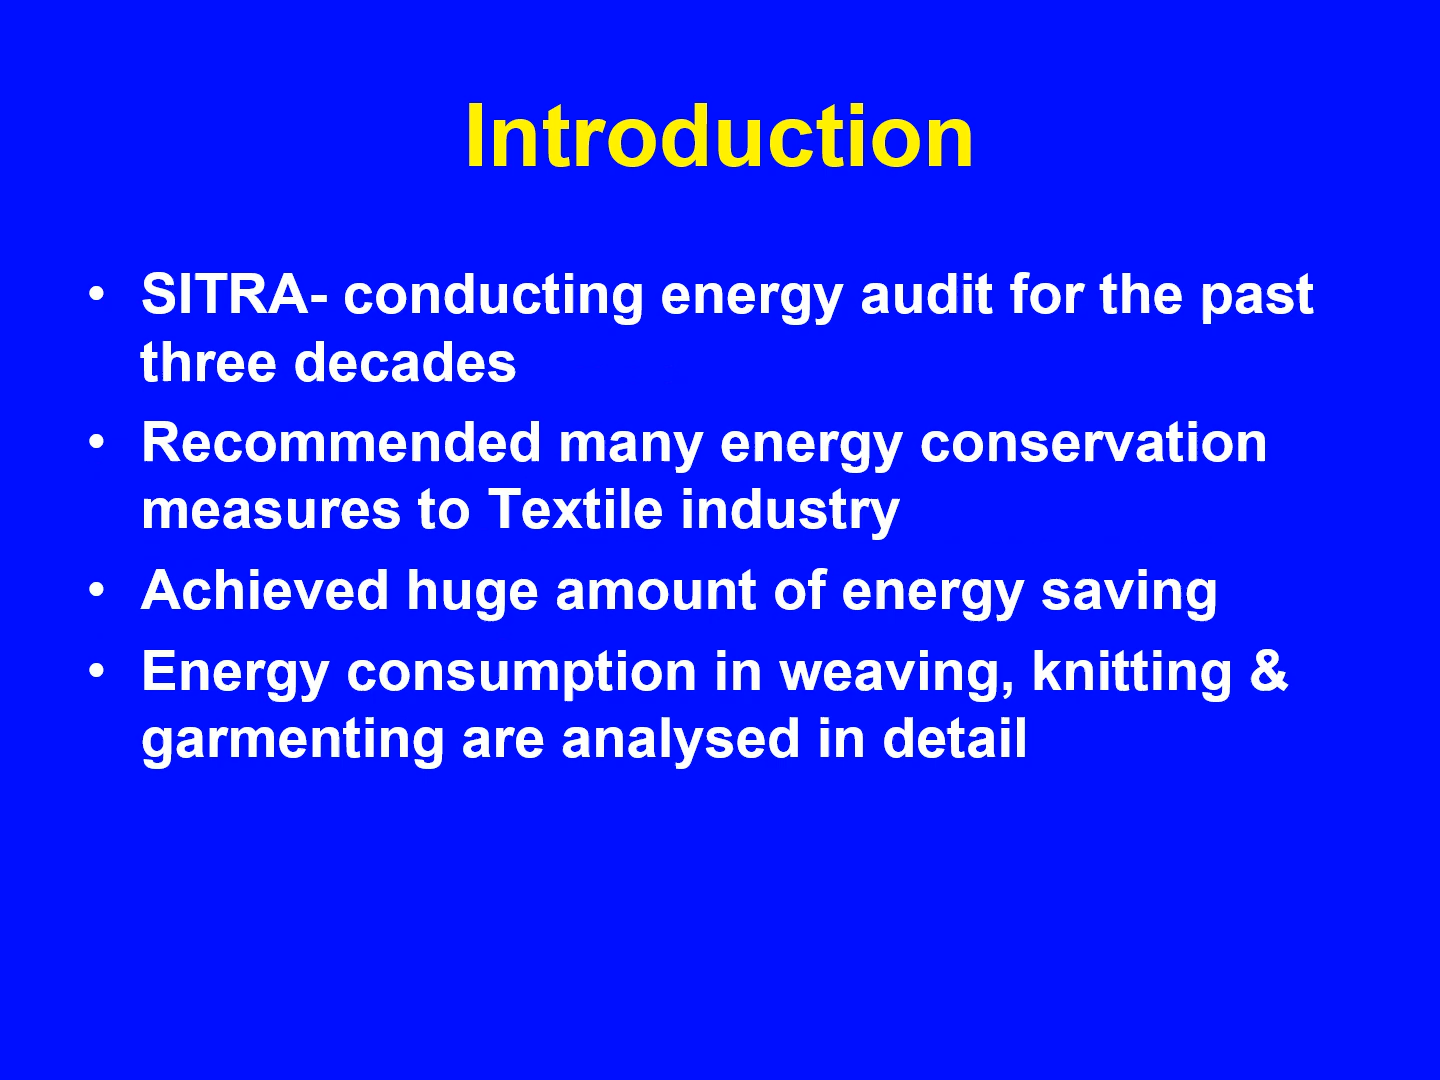 Introduction
• SITRA- conducting energy audit for the past
three decades
• Recommended many energy conservation
measures to Textile industry
• Achieved huge amount of energy saving
• Energy consumption in weaving, knitting &
garmenting are analysed in detail